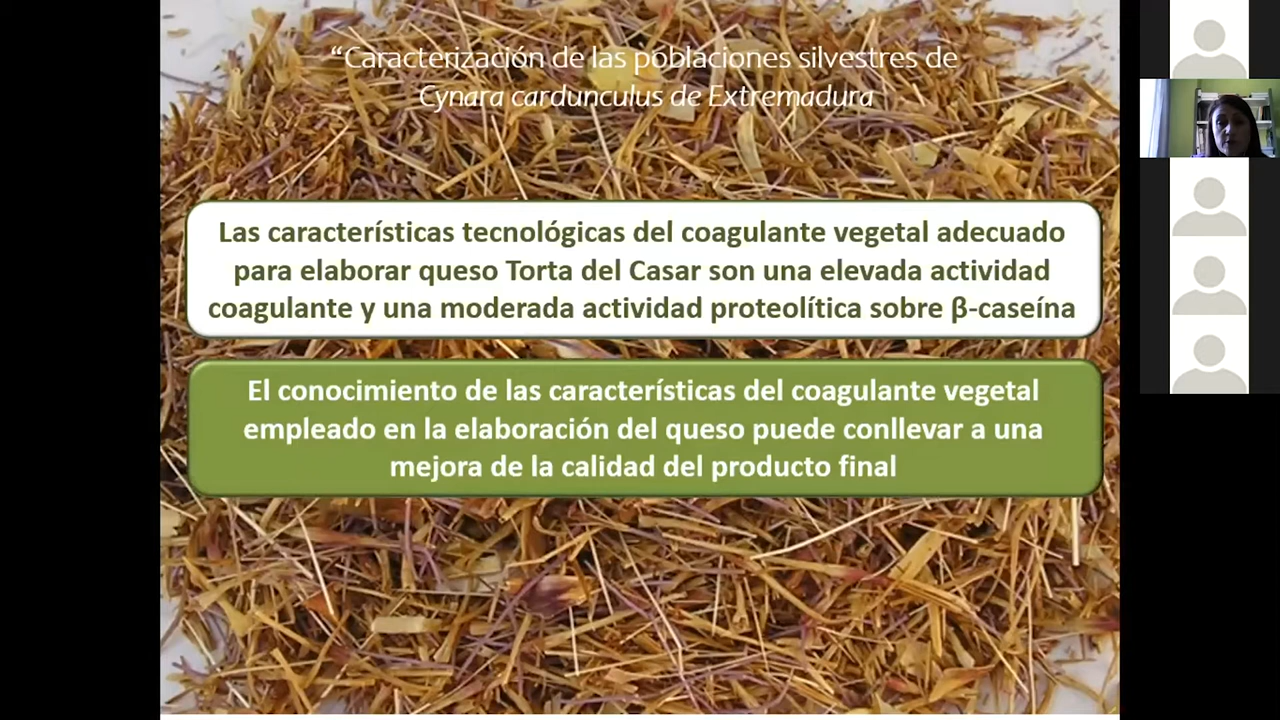 “Caracterización de las poblaciones silvestres de
Cynara cardunculus de Extremadura
Las características tecnológicas del coagulante vegetal adecuado
para elaborar queso Torta del Casar son una elevada actividad
coagulante y una moderada actividad proteolítica sobre β-caseína
El conocimiento de las características del coagulante vegetal
empleado en la elaboración del queso puede conllevar a una
mejora de la calidad del producto final